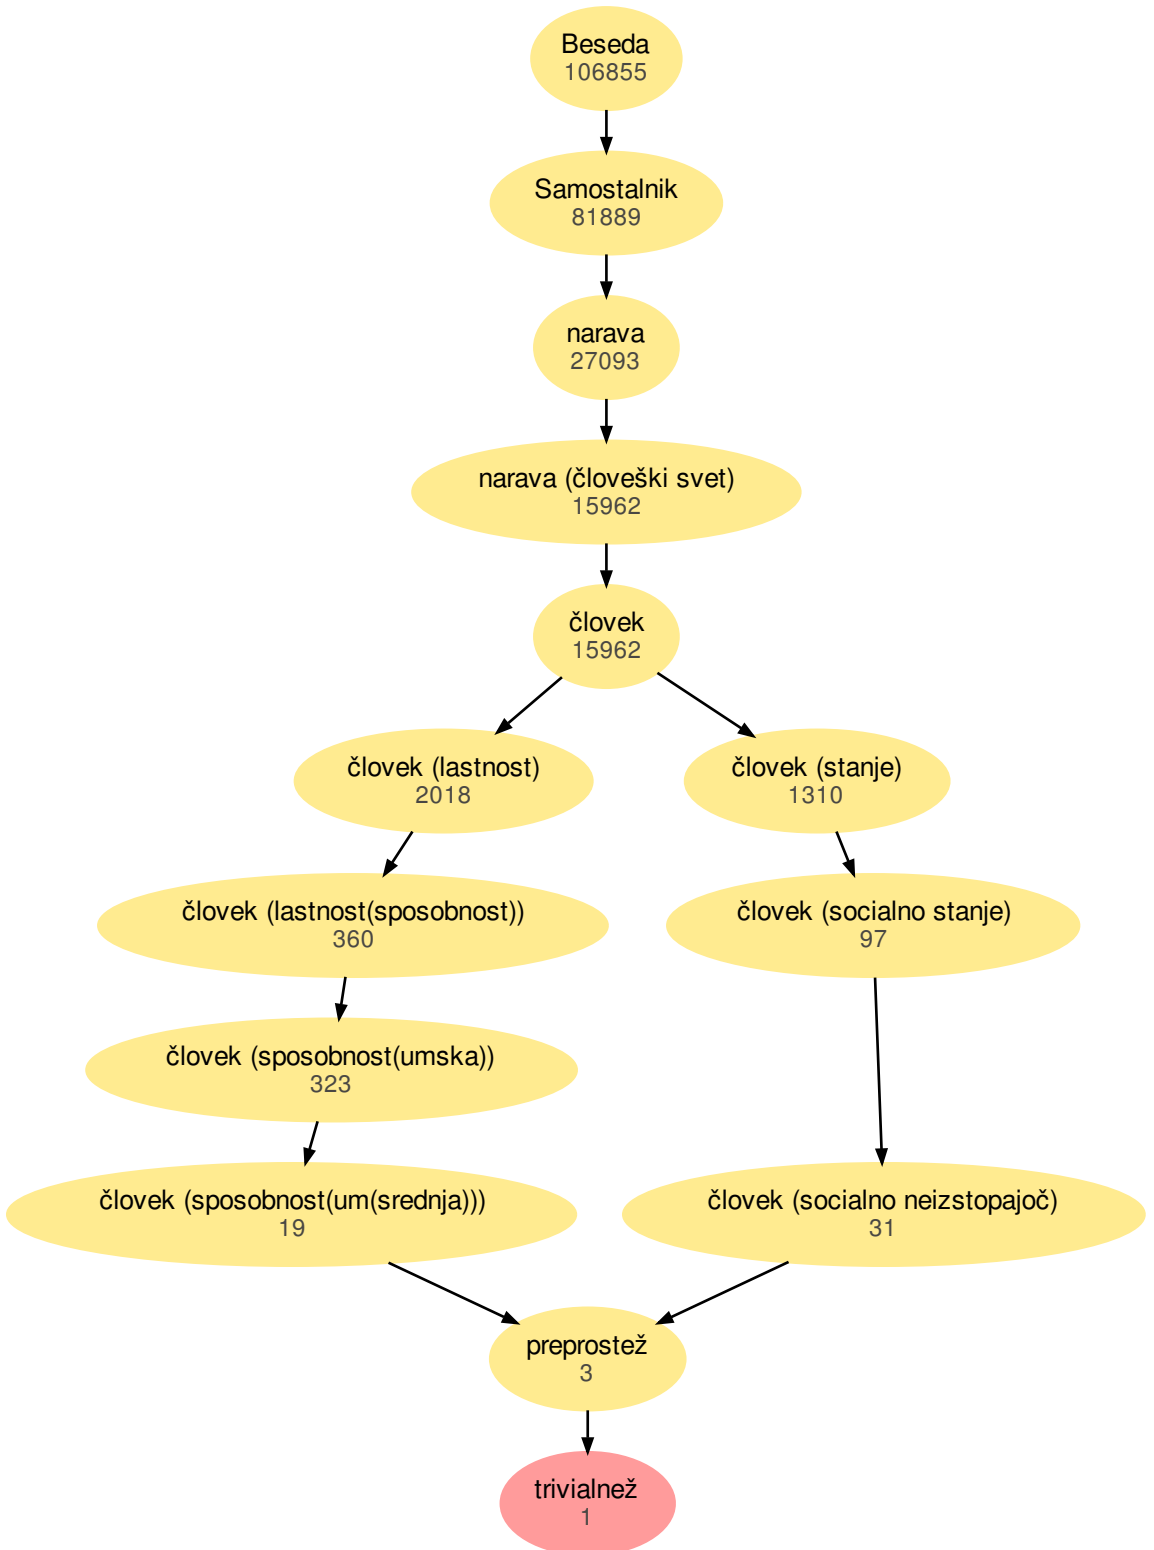 Beseda
106855
Samostalnik
81889
narava
27093
narava (človeški svet)
15962
človek
15962
človek (lastnost)
2018
človek (stanje)
1310
človek (lastnost(sposobnost))
360
človek (socialno stanje)
97
človek (sposobnost(umska))
323
človek (sposobnost(um(srednja)))
19
človek (socialno neizstopajoč)
31
preprostež
3
trivialnež
1